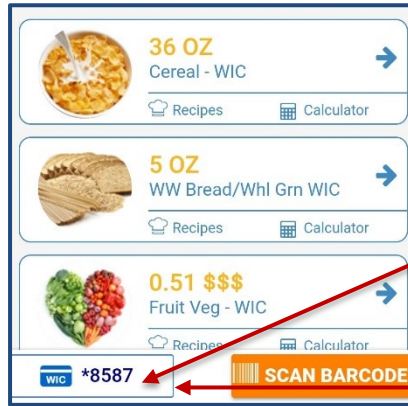 36 OZ
Cereal - WIC
Recipes Calculator
5 OZ
WW Bread/Whl Grn WIC
Recipes Calculator
0.51 $$$
Fruit Veg - WIC
Recipes Calculator
WIC *8587 SCAN BARCODE